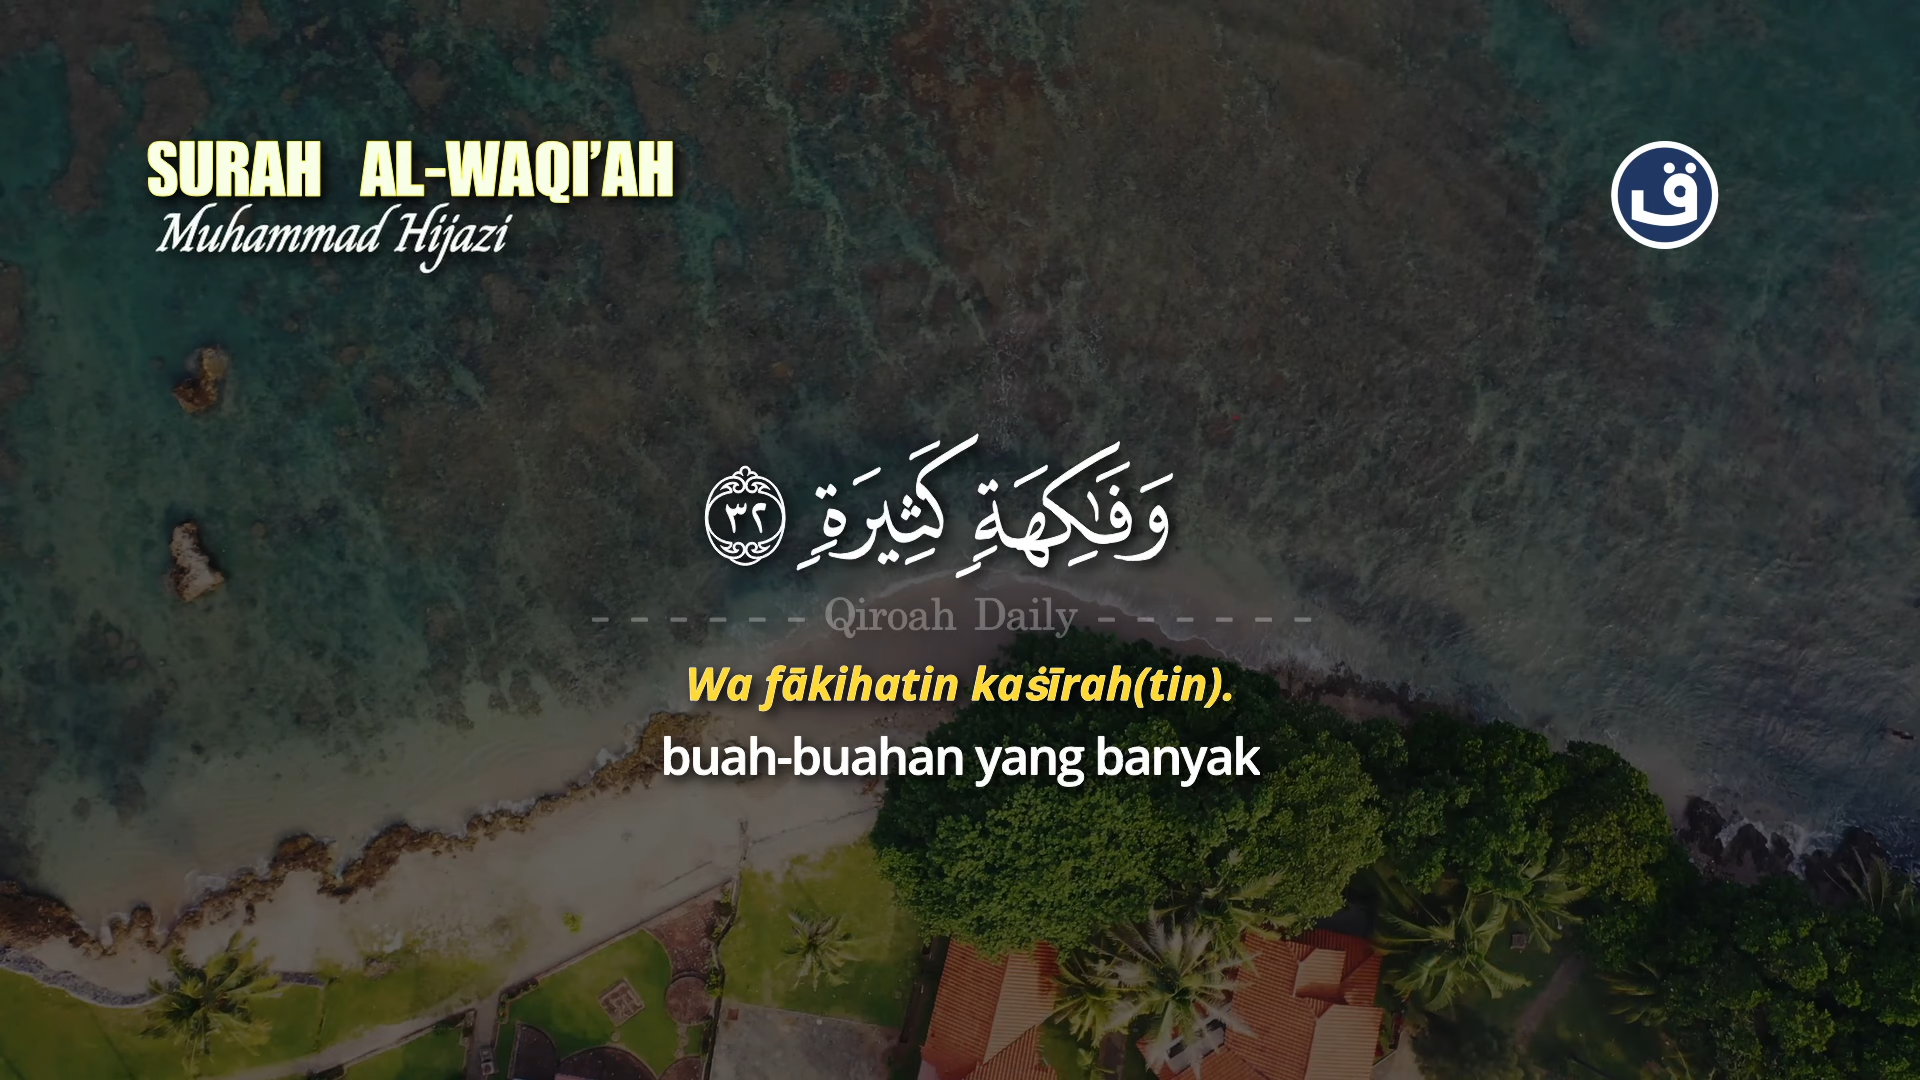 SURAH AL-WAQI’AH
Muhammad Hijazi
ق
وَفَٰكِهَةٍ كَثِيرَةٍ ٣٢
- - - - - - Qiroah Daily - - - - - -
Wa fākihatin kaṡīrah(tin).
buah-buahan yang banyak